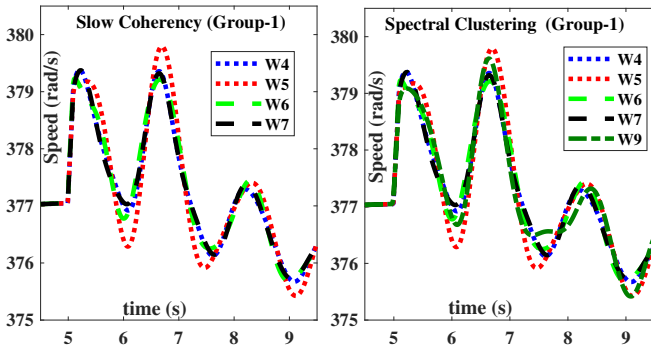 Slow Coherency (Group-1)
Speed (rad/s)
380
379
378
377
376
375
W4
W5
W6
W7
time (s)
5
6
7
8
9
Spectral Clustering (Group-1)
Speed (rad/s)
380
379
378
377
376
375
W4
W5
W6
W7
W9
time (s)
5
6
7
8
9